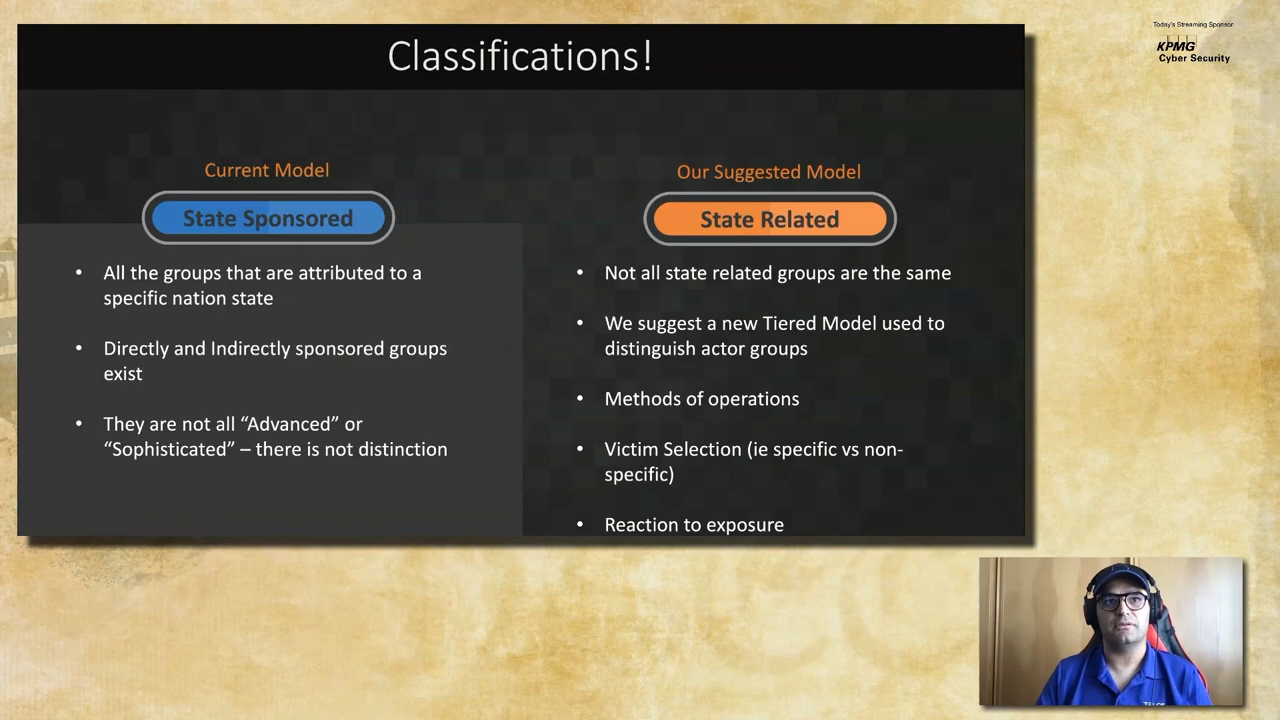 Today's Streaming Sponsor
KPMG
Cyber Security
Classifications!
Current Model
State Sponsored
• All the groups that are attributed to a
specific nation state
• Directly and Indirectly sponsored groups
exist
• They are not all “Advanced” or
“Sophisticated” – there is not distinction
Our Suggested Model
State Related
• Not all state related groups are the same
• We suggest a new Tiered Model used to
distinguish actor groups
• Methods of operations
• Victim Selection (ie specific vs non-
specific)
• Reaction to exposure